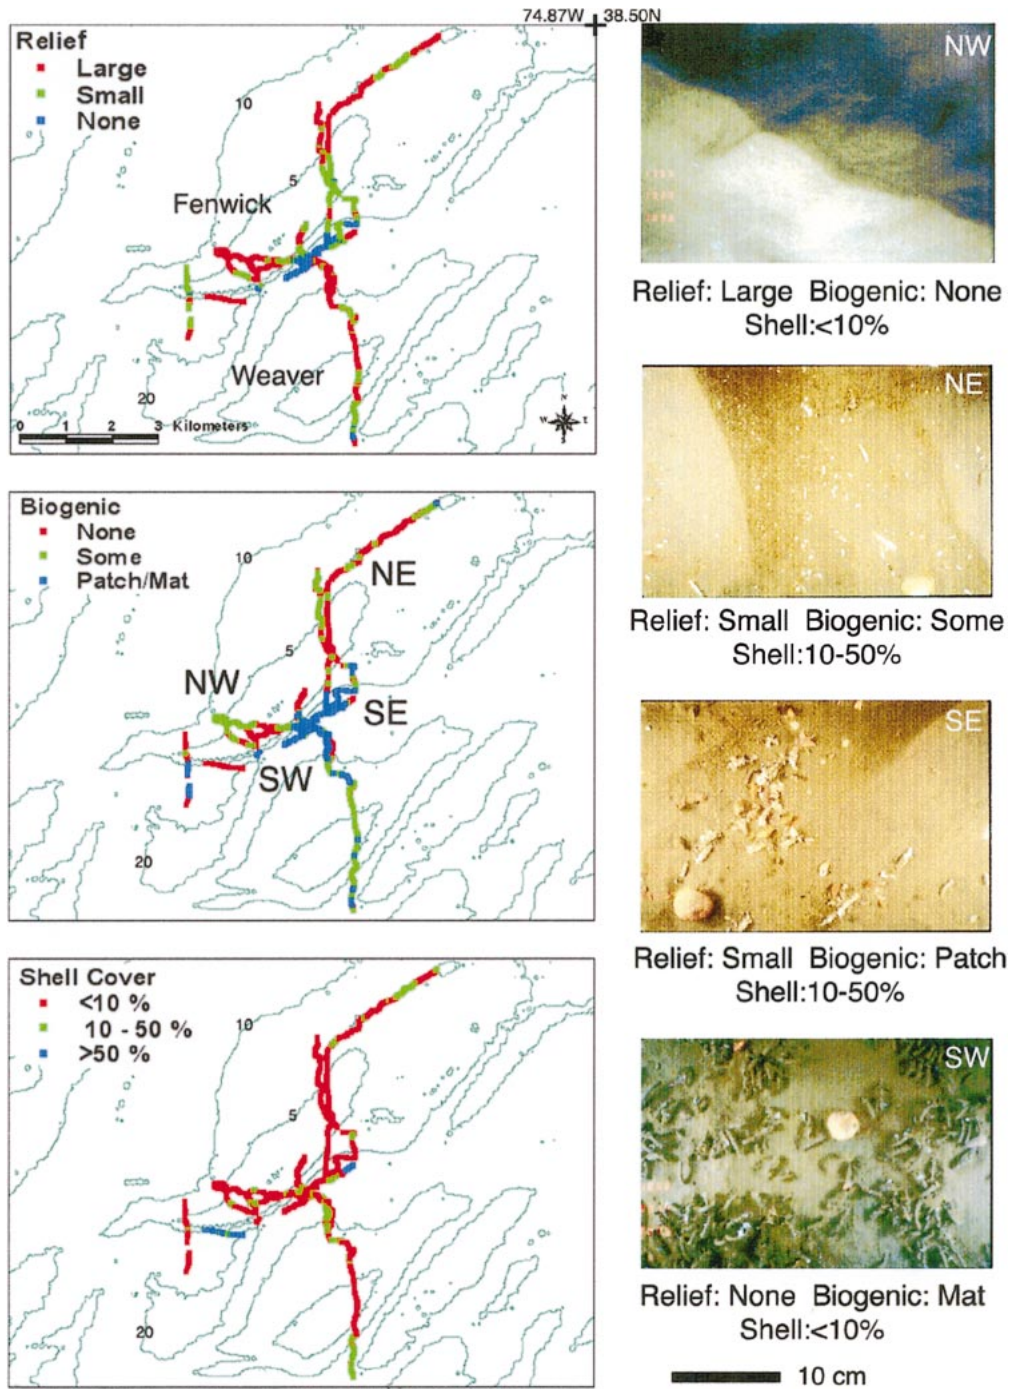 74.87W 38.50N
Relief
Large
Small
None
10
5
Fenwick
Weaver
20
0 1 2 3 Kilometers
N
W E
S
Biogenic
None
Some
Patch/Mat
10
NE
5
NW
SE
SW
20
Shell Cover
<10 %
10 - 50 %
>50 %
10
5
20
NW
Relief: Large Biogenic: None
Shell:<10%
NE
Relief: Small Biogenic: Some
Shell:10-50%
SE
Relief: Small Biogenic: Patch
Shell:10-50%
SW
Relief: None Biogenic: Mat
Shell:<10%
10 cm